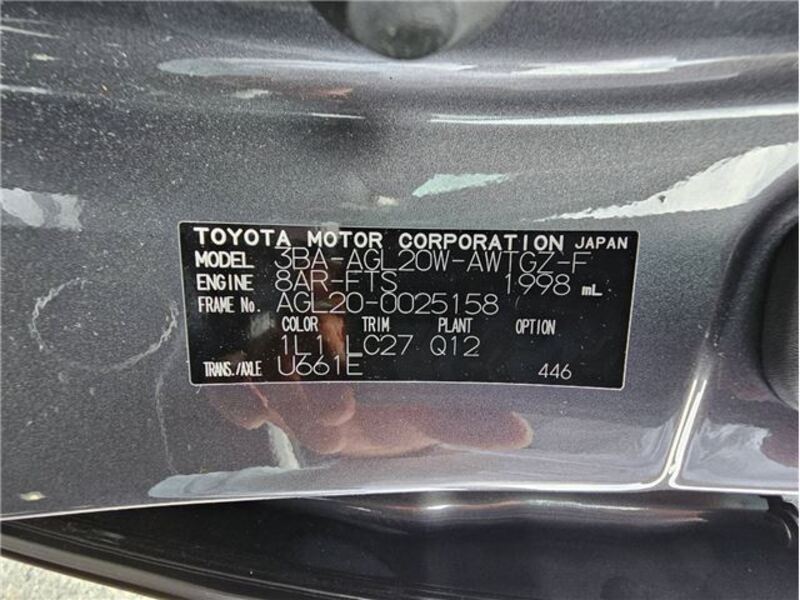 TOYOTA MOTOR CORPORATION JAPAN
MODEL 3BA-AGL20W-AWTGZ-F
ENGINE 8AR-FTS 1998 mL
FRAME No. AGL20-0025158
COLOR TRIM PLANT OPTION
1L1 LC27 Q12
TRANS./AXLE U661E 446